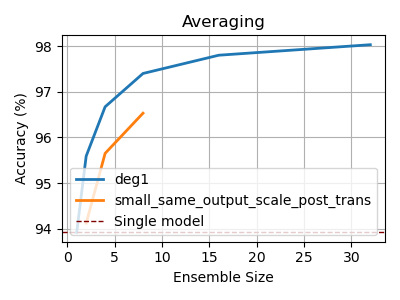 Averaging
98
97
96
95
94
Accuracy (%)
deg1
small_same_output_scale_post_trans
Single model
0
5
10
15
20
25
30
Ensemble Size